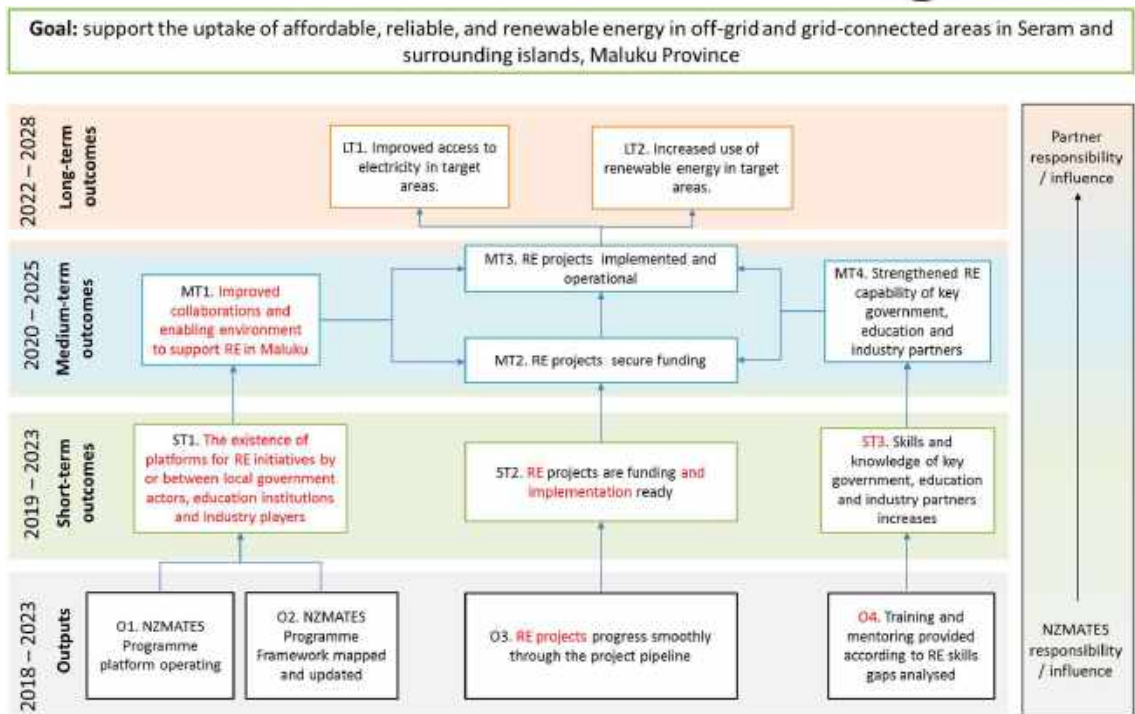 Goal: support the uptake of affordable, reliable, and renewable energy in off-grid and grid-connected areas in Seram and
surrounding islands, Maluku Province
2022 – 2028
Long-term
outcomes
LT1. Improved access to
electricity in target
areas.
LT2. Increased use of
renewable energy in target
areas.
Partner
responsibility
/ influence
2020 – 2025
Medium-term
outcomes
MT1. Improved
collaborations and
enabling environment
to support RE in Maluku
MT3. RE projects implemented and
operational
MT2. RE projects secure funding
MT4. Strengthened RE
capability of key
government,
education and
industry partners
2019 – 2023
Short-term
outcomes
ST1. The existence of
platforms for RE initiatives by
or between local government
actors, education institutions
and industry players
ST2. RE projects are funding and
implementation ready
ST3. Skills and
knowledge of key
government, education
and industry partners
increases
2018 – 2023
Outputs
O1. NZMATES
Programme
platform operating
O2. NZMATES
Programme
Framework mapped
and updated
O3. RE projects progress smoothly
through the project pipeline
O4. Training and
mentoring provided
according to RE skills
gaps analysed
NZMATES
responsibility
/ influence